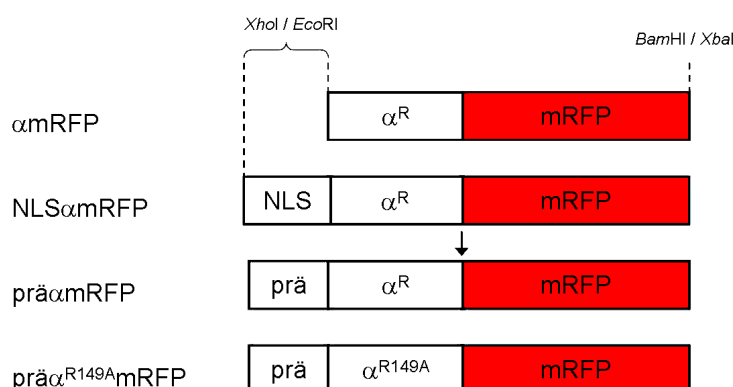 XhoI / EcoRI
BamHI / XbaI
αmRFP αᴿ mRFP
NLSαmRFP NLS αᴿ mRFP
präαmRFP prä αᴿ mRFP
präαᴿ¹⁴⁹ᴬmRFP prä αᴿ¹⁴⁹ᴬ mRFP